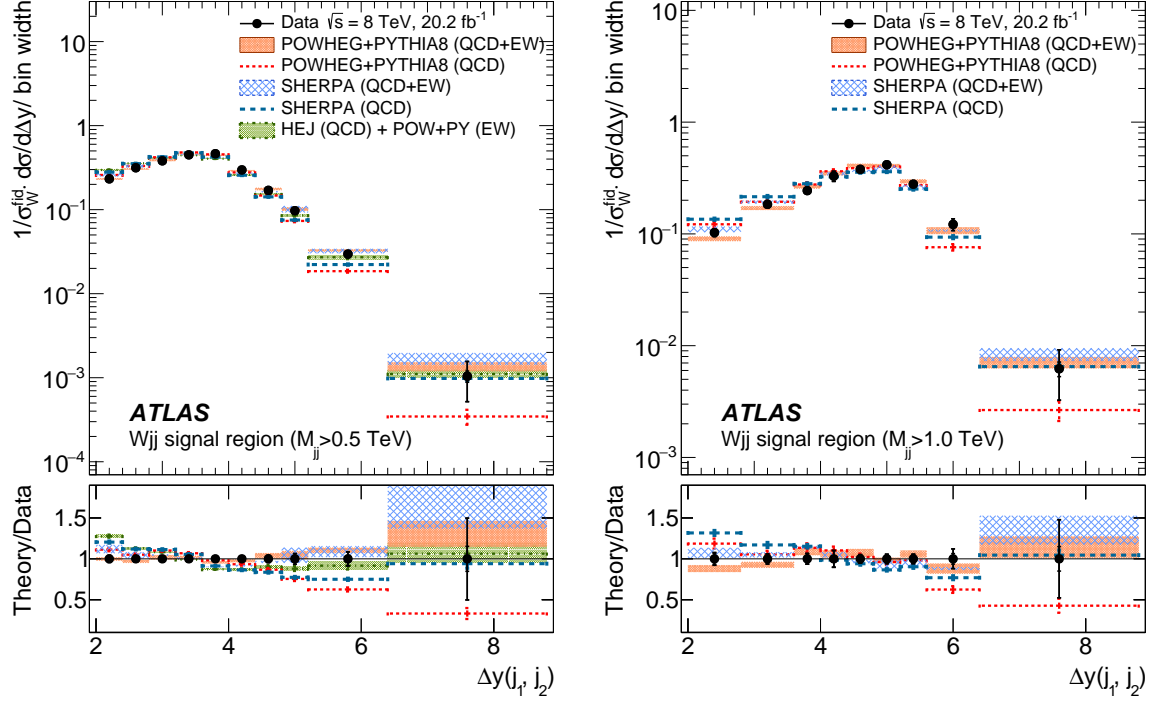 1/σ_W^fid· dσ/dΔy/ bin width
10
1
10⁻¹
10⁻²
10⁻³
10⁻⁴
Data √s = 8 TeV, 20.2 fb⁻¹
POWHEG+PYTHIA8 (QCD+EW)
POWHEG+PYTHIA8 (QCD)
SHERPA (QCD+EW)
SHERPA (QCD)
HEJ (QCD) + POW+PY (EW)
ATLAS
Wjj signal region (M_jj>0.5 TeV)
Theory/Data
1.5
1
0.5
2 4 6 8
Δy(j₁, j₂)
1/σ_W^fid· dσ/dΔy/ bin width
10
1
10⁻¹
10⁻²
10⁻³
Data √s = 8 TeV, 20.2 fb⁻¹
POWHEG+PYTHIA8 (QCD+EW)
POWHEG+PYTHIA8 (QCD)
SHERPA (QCD+EW)
SHERPA (QCD)
ATLAS
Wjj signal region (M_jj>1.0 TeV)
Theory/Data
1.5
1
0.5
2 4 6 8
Δy(j₁, j₂)